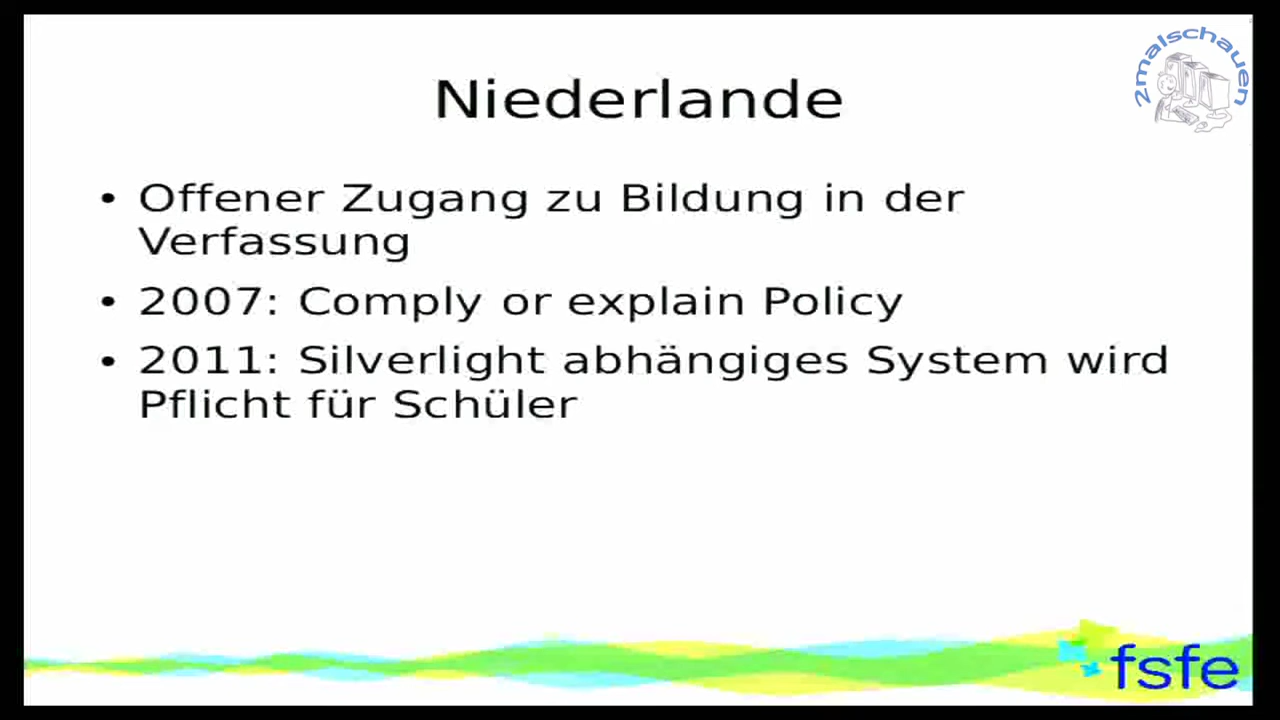 2malschauen
Niederlande
• Offener Zugang zu Bildung in der
Verfassung
• 2007: Comply or explain Policy
• 2011: Silverlight abhängiges System wird
Pflicht für Schüler
fsfe